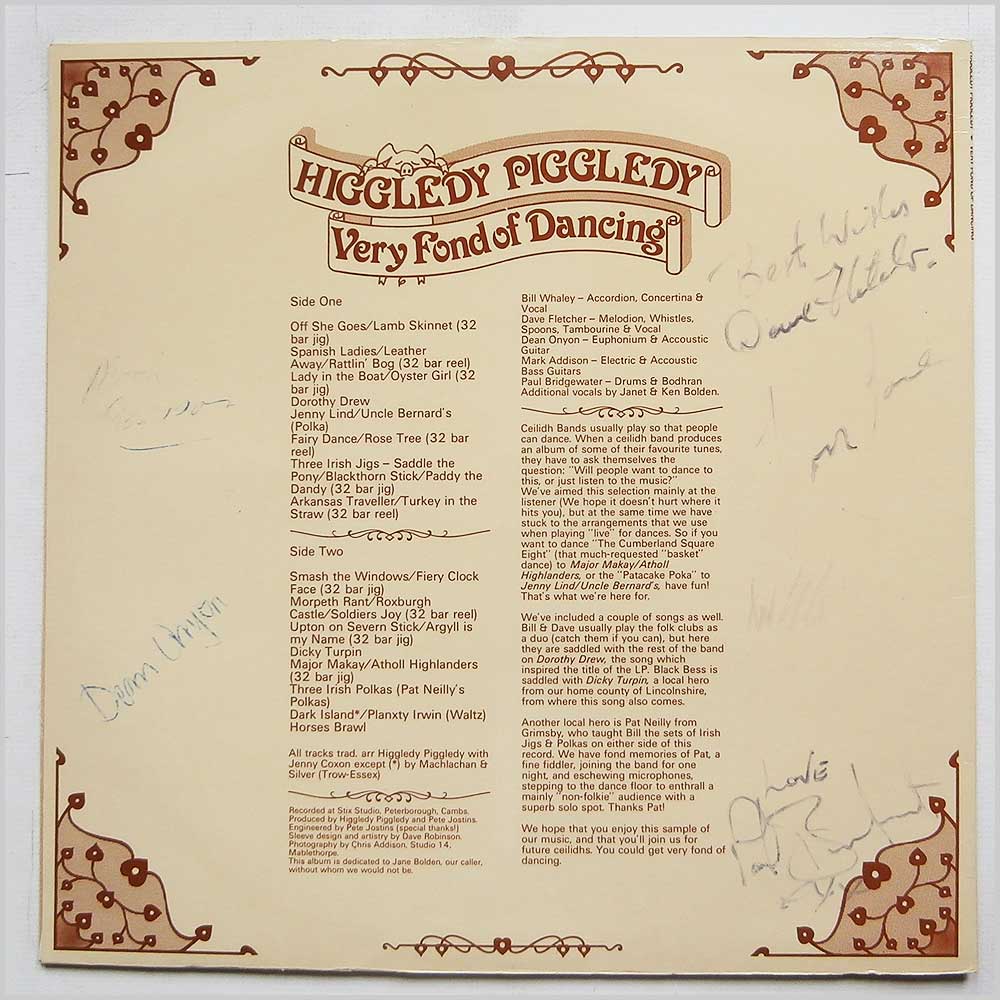 HIGGLEDY PIGGLEDY
Very Fond of Dancing
Side One
Off She Goes/Lamb Skinnet (32
bar jig)
Spanish Ladies/Leather
Away/Rattlin' Bog (32 bar reel)
Lady in the Boat/Oyster Girl (32
bar jig)
Dorothy Drew
Jenny Lind/Uncle Bernard's
(Polka)
Fairy Dance/Rose Tree (32 bar
reel)
Three Irish Jigs – Saddle the
Pony/Blackthorn Stick/Paddy the
Dandy (32 bar jig)
Arkansas Traveller/Turkey in the
Straw (32 bar reel)
Side Two
Smash the Windows/Fiery Clock
Face (32 bar jig)
Morpeth Rant/Roxburgh
Castle/Soldiers Joy (32 bar reel)
Upton on Severn Stick/Argyll is
my Name (32 bar jig)
Dicky Turpin
Major Makay/Atholl Highlanders
(32 bar jig)
Three Irish Polkas (Pat Neilly's
Polkas)
Dark Island*/Planxty Irwin (Waltz)
Horses Brawl
All tracks trad. arr Higgledy Piggledy with
Jenny Coxon except (*) by Machlachan &
Silver (Trow-Essex)
Recorded at Stix Studio, Peterborough, Cambs.
Produced by Higgledy Piggledy and Pete Jostins.
Engineered by Pete Jostins (special thanks!)
Sleeve design and artistry by Dave Robinson.
Photography by Chris Addison, Studio 14,
Mablethorpe.
This album is dedicated to Jane Bolden, our caller,
without whom we would not be.
Bill Whaley – Accordion, Concertina &
Vocal
Dave Fletcher – Melodion, Whistles,
Spoons, Tambourine & Vocal
Dean Onyon – Euphonium & Accoustic
Guitar
Mark Addison – Electric & Accoustic
Bass Guitars
Paul Bridgewater – Drums & Bodhran
Additional vocals by Janet & Ken Bolden.
Ceilidh Bands usually play so that people
can dance. When a ceilidh band produces
an album of some of their favourite tunes,
they have to ask themselves the
question: "Will people want to dance to
this, or just listen to the music?"
We've aimed this selection mainly at the
listener (We hope it doesn't hurt where it
hits you), but at the same time we have
stuck to the arrangements that we use
when playing "live" for dances. So if you
want to dance "The Cumberland Square
Eight" (that much-requested "basket"
dance) to Major Makay/Atholl
Highlanders, or the "Patacake Poka" to
Jenny Lind/Uncle Bernard's, have fun!
That's what we're here for.
We've included a couple of songs as well.
Bill & Dave usually play the folk clubs as
a duo (catch them if you can), but here
they are saddled with the rest of the band
on Dorothy Drew, the song which
inspired the title of the LP. Black Bess is
saddled with Dicky Turpin, a local hero
from our home county of Lincolnshire,
from where this song also comes.
Another local hero is Pat Neilly from
Grimsby, who taught Bill the sets of Irish
Jigs & Polkas on either side of this
record. We have fond memories of Pat, a
fine fiddler, joining the band for one
night, and eschewing microphones,
stepping to the dance floor to enthrall a
mainly "non-folkie" audience with a
superb solo spot. Thanks Pat!
We hope that you enjoy this sample of
our music, and that you'll join us for
future ceilidhs. You could get very fond of
dancing.
Best Wishes
Dave Fletcher
Dean Onyon
Love